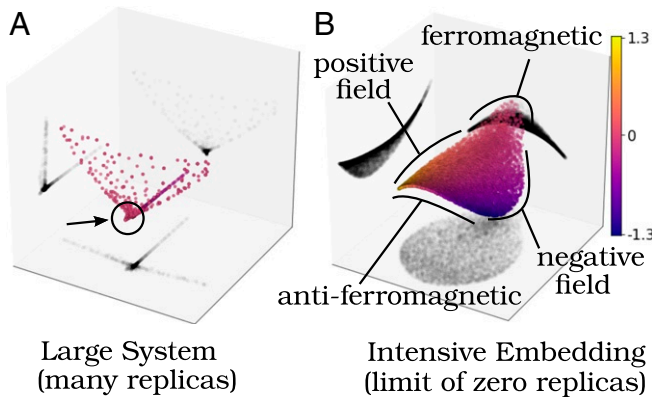 A
B
ferromagnetic
positive
field
1.3
0
-1.3
negative
field
anti-ferromagnetic
Large System
(many replicas)
Intensive Embedding
(limit of zero replicas)